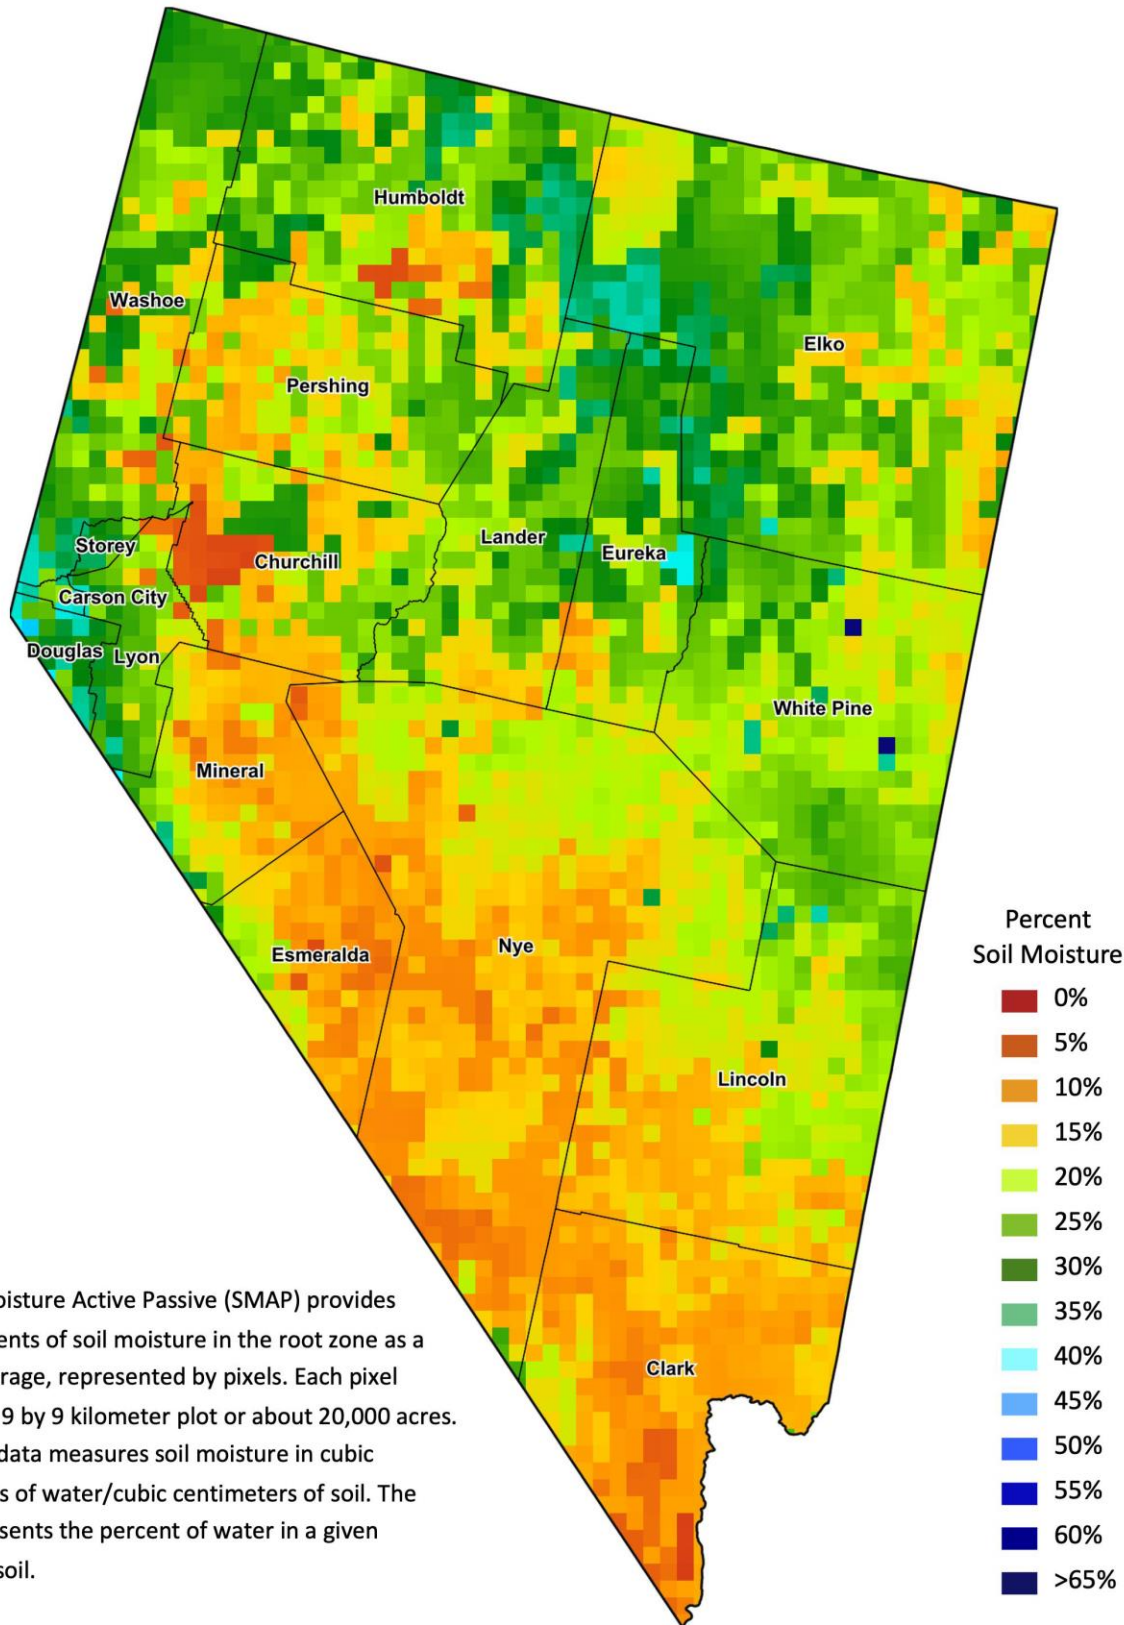 Humboldt
Washoe
Elko
Pershing
Lander
Storey
Eureka
Churchill
Carson City
Douglas
Lyon
White Pine
Mineral
Nye
Esmeralda
Lincoln
Clark
Percent
Soil Moisture
0%
5%
10%
15%
20%
25%
30%
35%
40%
45%
50%
55%
60%
>65%
oisture Active Passive (SMAP) provides
ents of soil moisture in the root zone as a
rage, represented by pixels. Each pixel
9 by 9 kilometer plot or about 20,000 acres.
data measures soil moisture in cubic
s of water/cubic centimeters of soil. The
sents the percent of water in a given
soil.